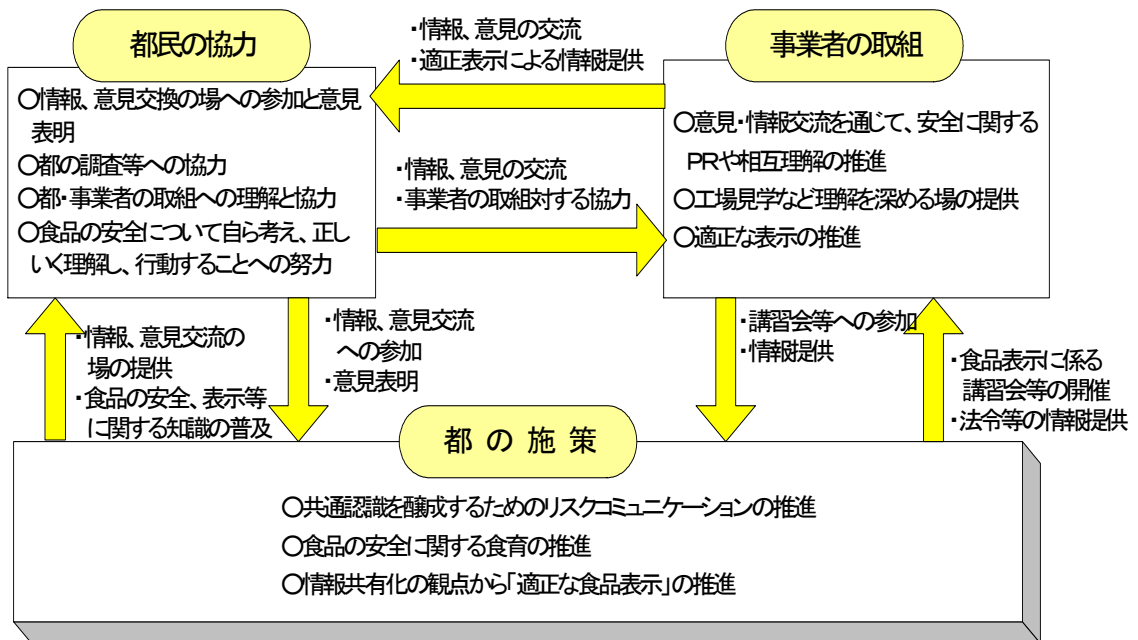 都民の協力
○情報、意見交換の場への参加と意見
表明
○都の調査等への協力
○都・事業者の取組への理解と協力
○食品の安全について自ら考え、正し
いく理解し、行動することへの努力
・情報、意見の交流
・適正表示による情報提供
・情報、意見の交流
・事業者の取組対する協力
事業者の取組
○意見・情報交流を通じて、安全に関する
PRや相互理解の推進
○工場見学など理解を深める場の提供
○適正な表示の推進
・情報、意見交流の
場の提供
・食品の安全、表示等
に関する知識の普及
・情報、意見交流
への参加
・意見表明
・講習会等への参加
・情報提供
・食品表示に係る
講習会等の開催
・法令等の情報提供
都の施策
○共通認識を醸成するためのリスクコミュニケーションの推進
○食品の安全に関する食育の推進
○情報共有化の観点から「適正な食品表示」の推進